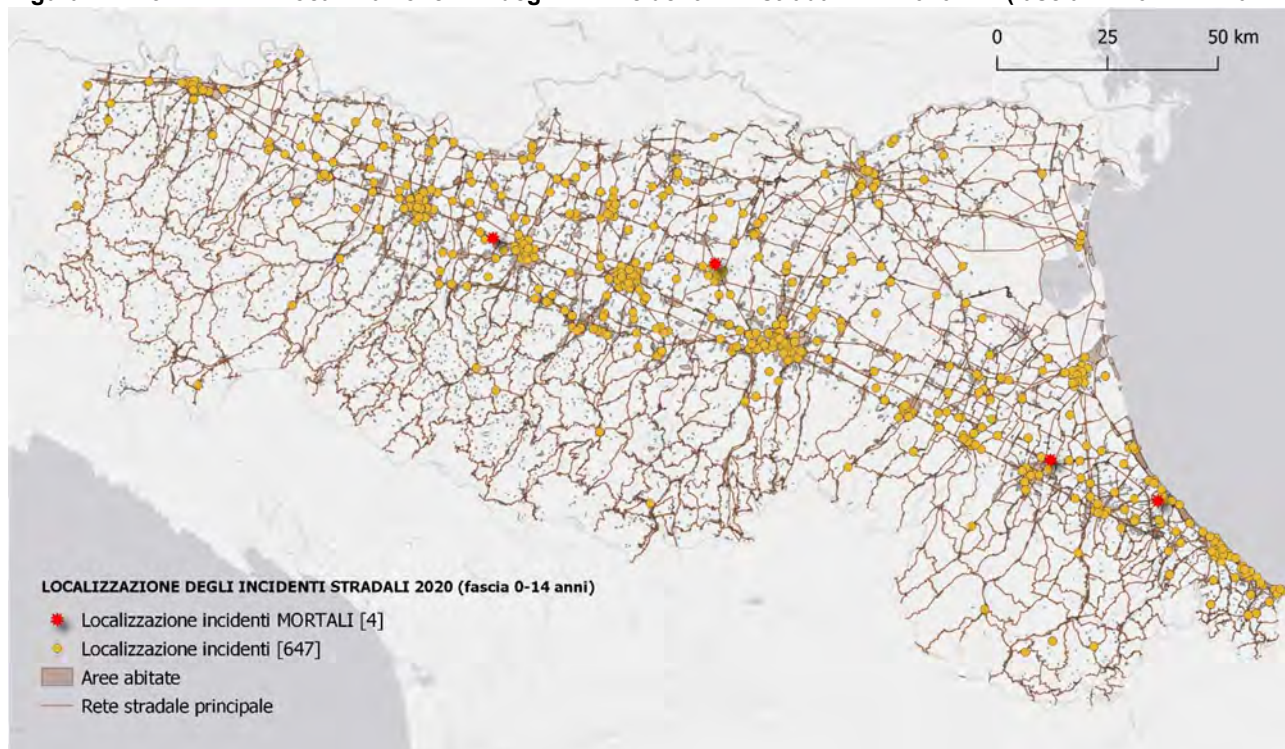 0 25 50 km
LOCALIZZAZIONE DEGLI INCIDENTI STRADALI 2020 (fascia 0-14 anni)
Localizzazione incidenti MORTALI [4]
Localizzazione incidenti [647]
Aree abitate
Rete stradale principale